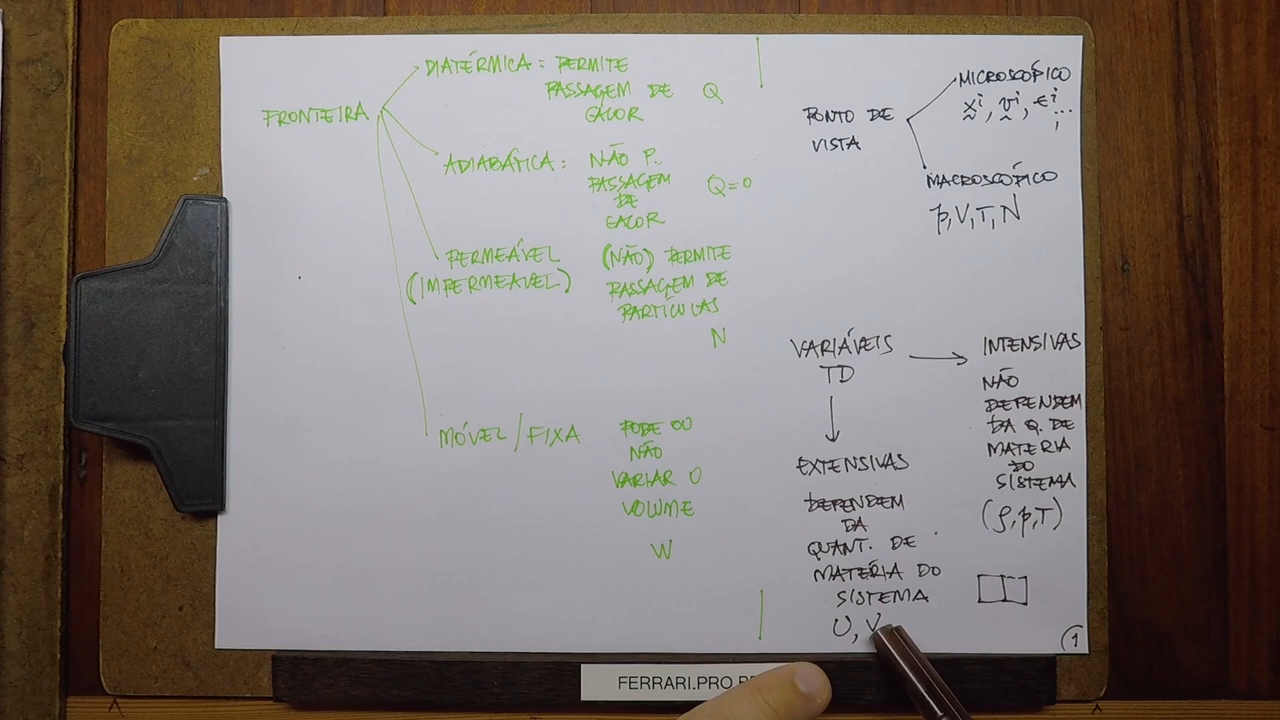 FRONTEIRA
DIATÉRMICA: PERMITE
PASSAGEM DE Q
CALOR
ADIABÁTICA: NÃO P..
PASSAGEM Q=0
DE
CALOR
PERMEÁVEL (NÃO) PERMITE
(IMPERMEAVEL) PASSAGEM DE
PARTÍCULAS
N
MÓVEL/FIXA PODE OU
NÃO
VARIAR O
VOLUME
W
PONTO DE
VISTA
MICROSCÓPICO
x^i, v^i, ε^i, ...
MACROSCÓPICO
p, V, T, N
VARIÁVEIS → INTENSIVAS
TD
NÃO
DEPENDEM
DA Q. DE
MATERIA
DO
SISTEMA
(ρ, p, T)
EXTENSIVAS
DEPENDEM
DA
QUANT. DE
MATÉRIA DO
SISTEMA
U, V
1
FERRARI.PRO